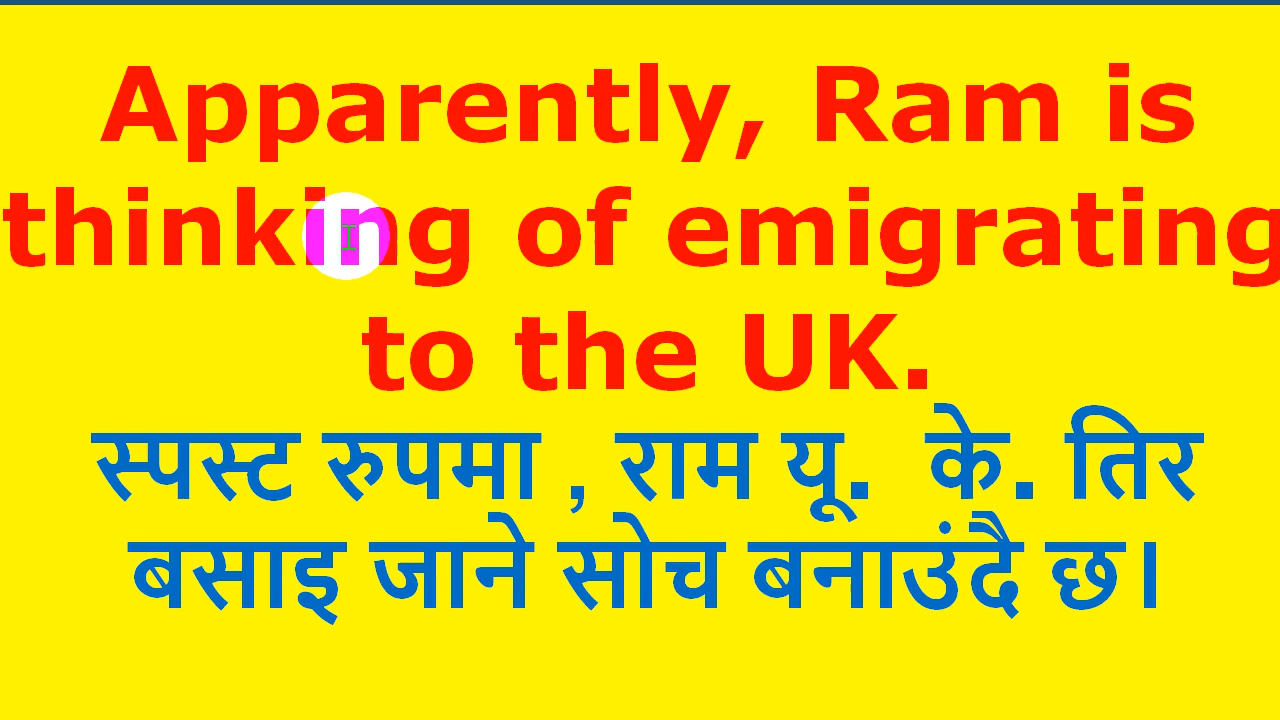 Apparently, Ram is
thinking of emigrating
to the UK.
स्पस्ट रुपमा , राम यू. के. तिर
बसाइ जाने सोच बनाउंदै छ।